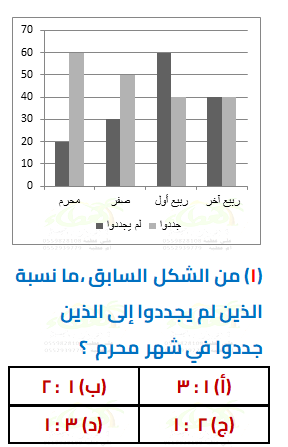 70
60
50
40
30
20
10
0
محرم صفر ربيع أول ربيع آخر
لم يجددوا جددوا
(١) من الشكل السابق ،ما نسبة
الذين لم يجددوا إلى الذين
جددوا في شهر محرم ؟
(أ) ١ : ٣ (ب) ١ : ٢
(ج) ٢ : ١ (د) ٣ : ١